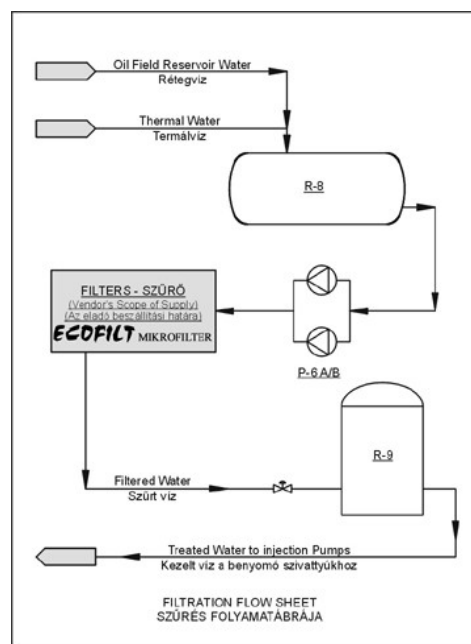 Oil Field Reservoir Water
Rétegvíz
Thermal Water
Termálvíz
R-8
FILTERS - SZŰRŐ
(Vendor's Scope of Supply)
(Az eladó beszállítási határa)
ECOFILT MIKROFILTER
P-6 A/B
R-9
Filtered Water
Szűrt víz
Treated Water to injection Pumps
Kezelt víz a benyomó szivattyúkhoz
FILTRATION FLOW SHEET
SZŰRÉS FOLYAMATÁBRÁJA